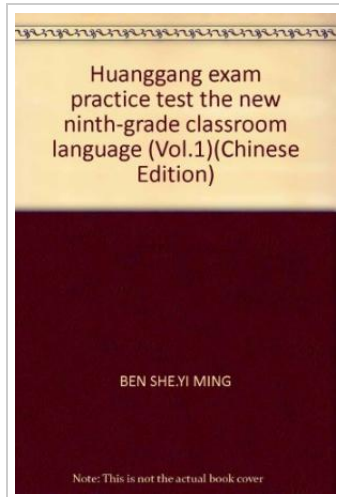 Huanggang exam
practice test the new
ninth-grade classroom
language (Vol.1)(Chinese
Edition)
BEN SHE.YI MING
Note: This is not the actual book cover